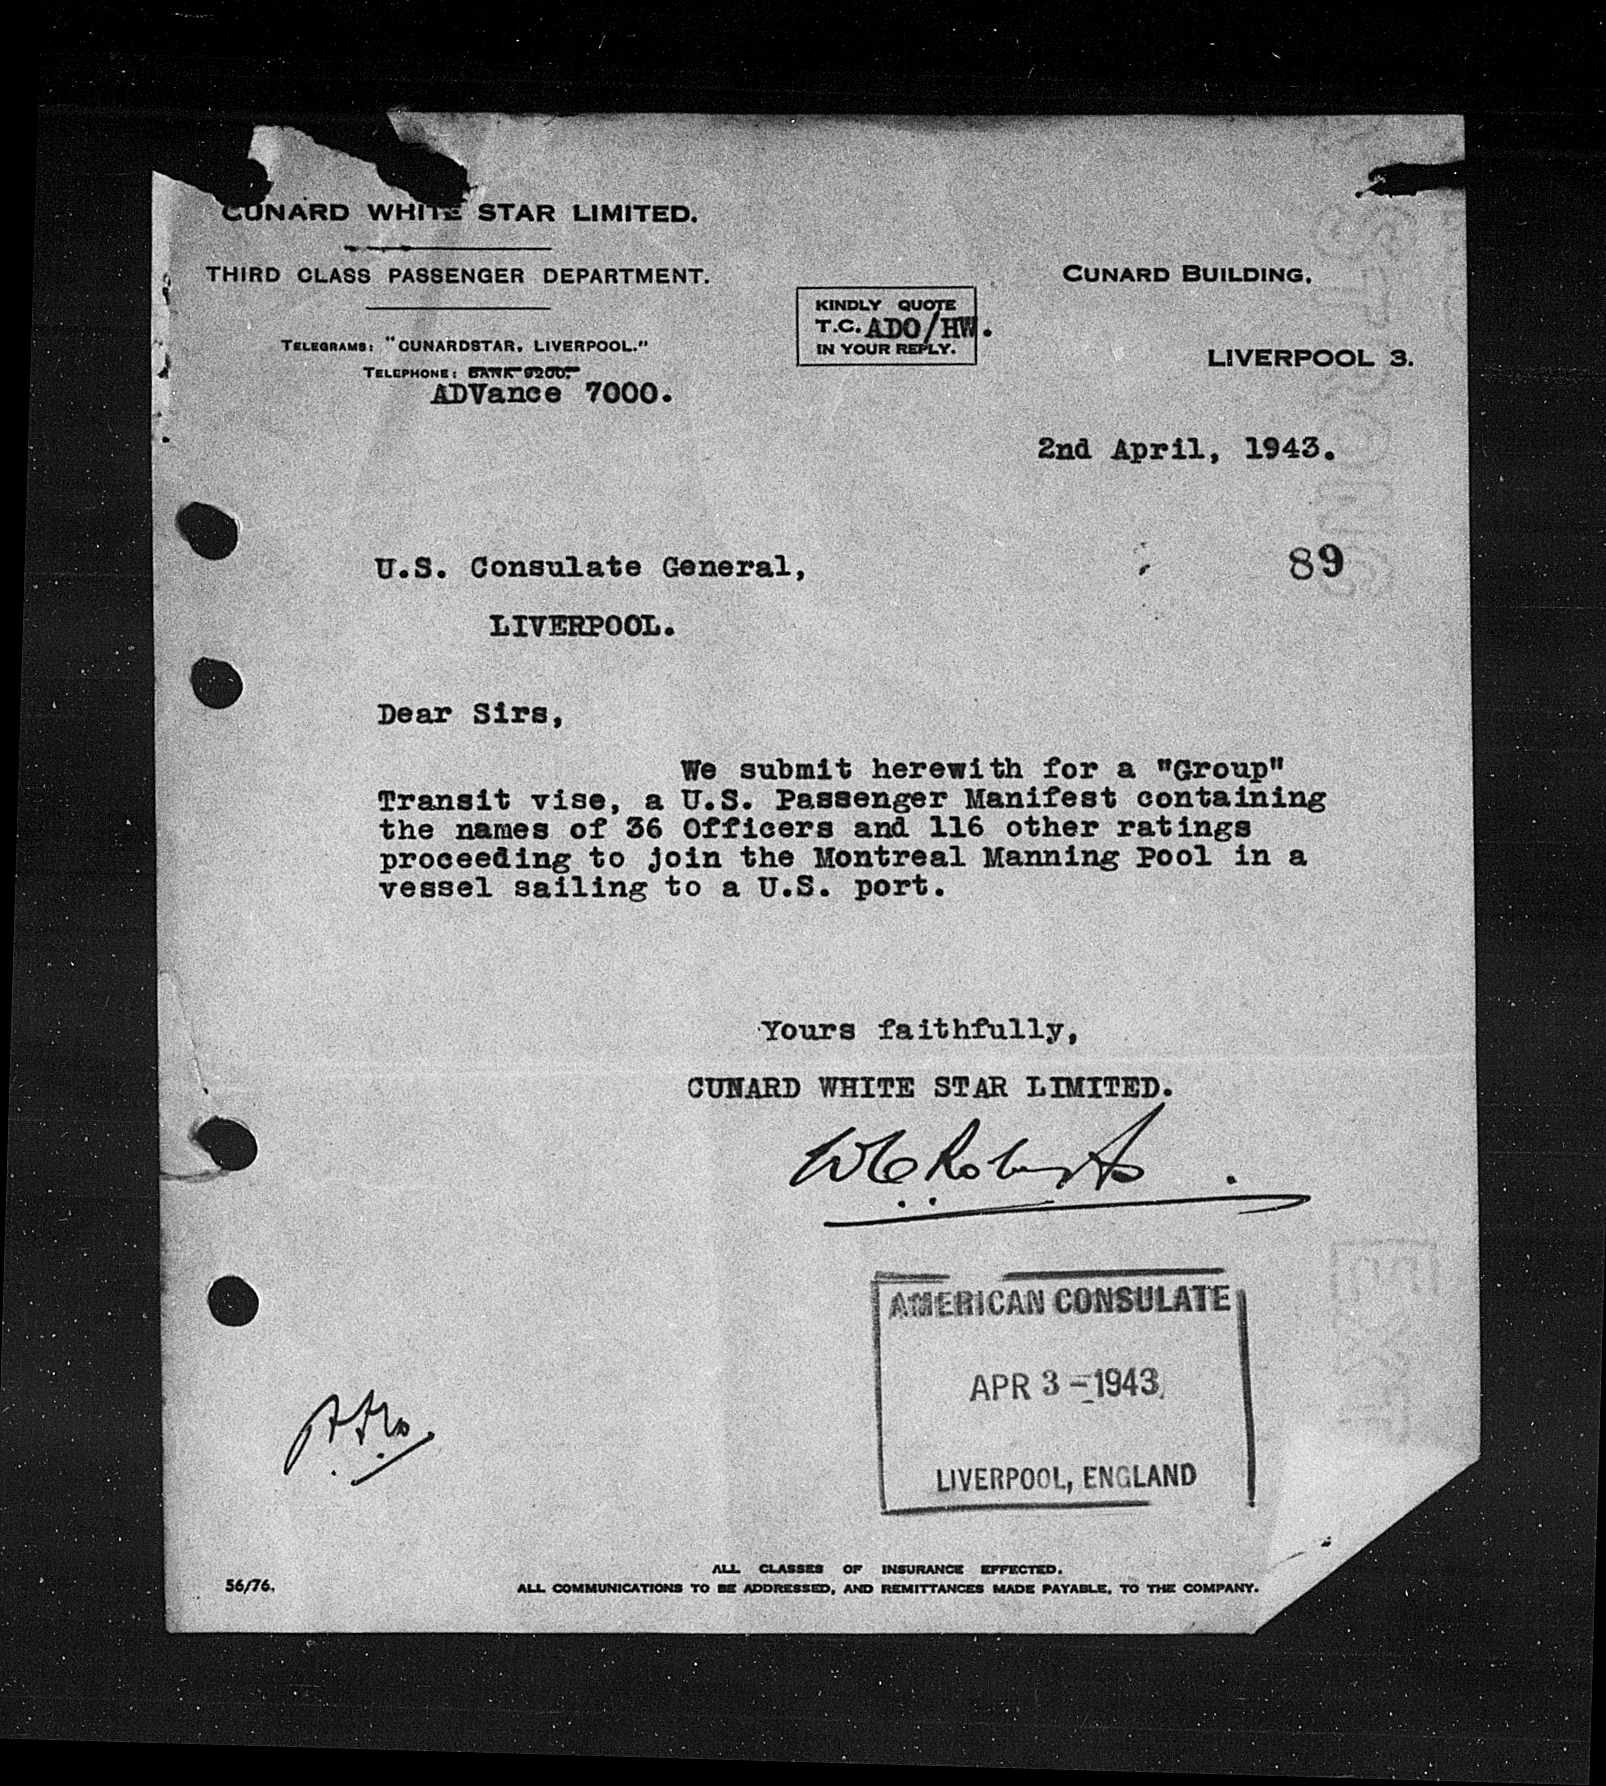 CUNARD WHITE STAR LIMITED.
THIRD CLASS PASSENGER DEPARTMENT.
CUNARD BUILDING,
KINDLY QUOTE
T.C. ADO/HW.
IN YOUR REPLY.
TELEGRAMS: "CUNARDSTAR, LIVERPOOL."
LIVERPOOL 3.
TELEPHONE: BANK 9200.
ADVance 7000.
2nd April, 1943.
U.S. Consulate General,
89
LIVERPOOL.
Dear Sirs,
We submit herewith for a "Group"
Transit vise, a U.S. Passenger Manifest containing
the names of 36 Officers and 116 other ratings
proceeding to join the Montreal Manning Pool in a
vessel sailing to a U.S. port.
Yours faithfully,
CUNARD WHITE STAR LIMITED.
W C Roberts
AMERICAN CONSULATE
APR 3 - 1943
LIVERPOOL, ENGLAND
ALL CLASSES OF INSURANCE EFFECTED.
56/76.
ALL COMMUNICATIONS TO BE ADDRESSED, AND REMITTANCES MADE PAYABLE, TO THE COMPANY.